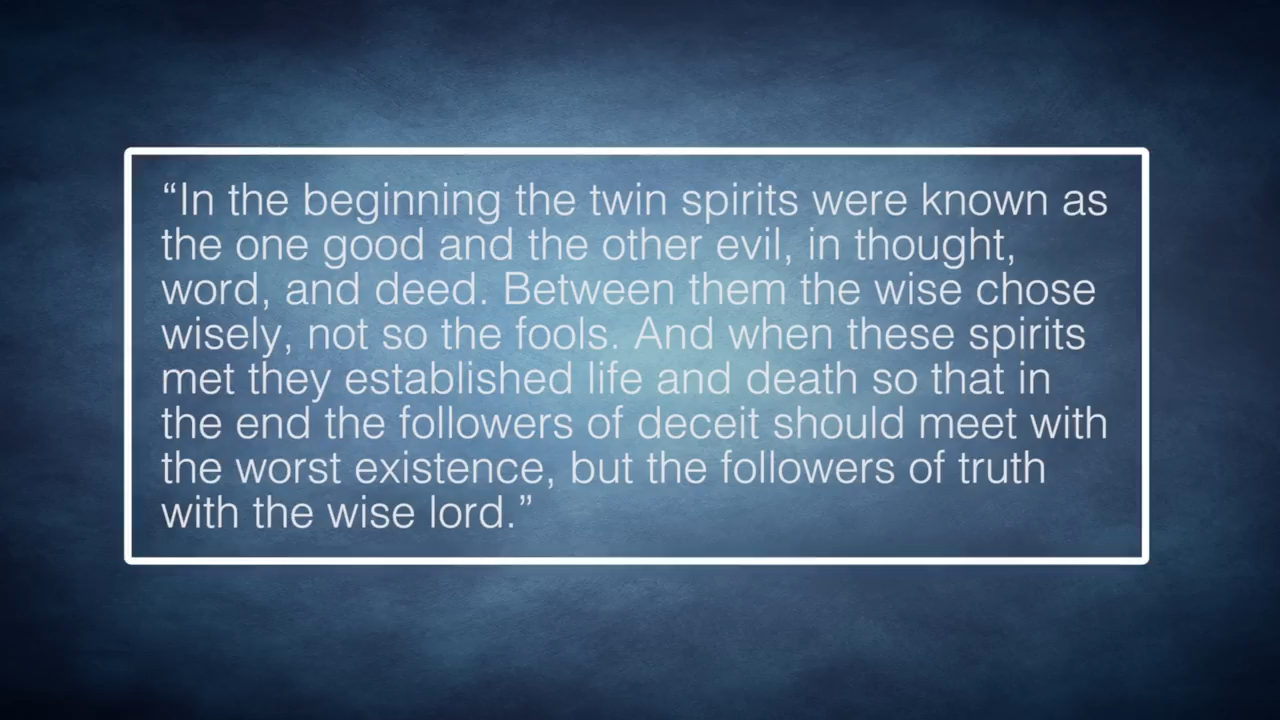 “In the beginning the twin spirits were known as
the one good and the other evil, in thought,
word, and deed. Between them the wise chose
wisely, not so the fools. And when these spirits
met they established life and death so that in
the end the followers of deceit should meet with
the worst existence, but the followers of truth
with the wise lord.”